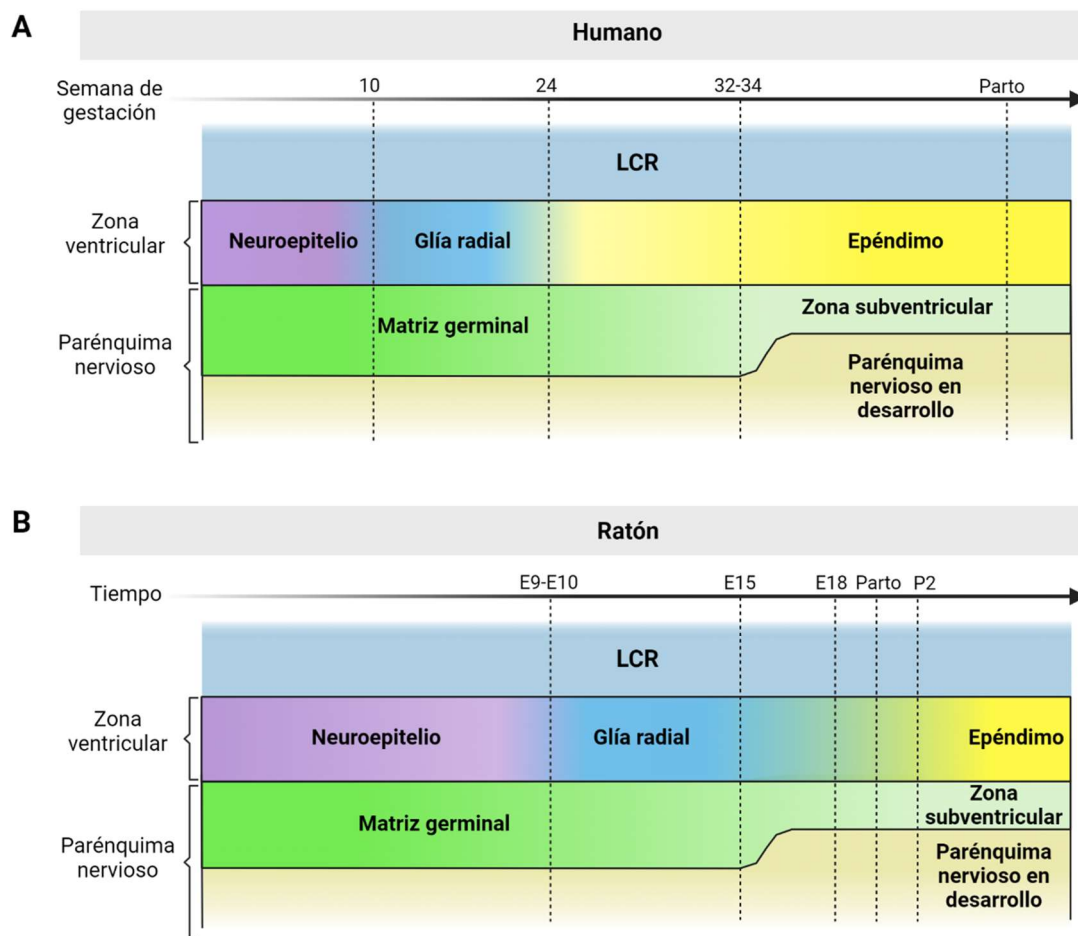 A
Humano
Semana de
gestación
10
24
32-34
Parto
LCR
Zona
ventricular
Neuroepitelio
Glía radial
Epéndimo
Parénquima
nervioso
Matriz germinal
Zona subventricular
Parénquima
nervioso en
desarrollo
B
Ratón
Tiempo
E9-E10
E15
E18
Parto
P2
LCR
Zona
ventricular
Neuroepitelio
Glía radial
Epéndimo
Parénquima
nervioso
Matriz germinal
Zona
subventricular
Parénquima
nervioso en
desarrollo